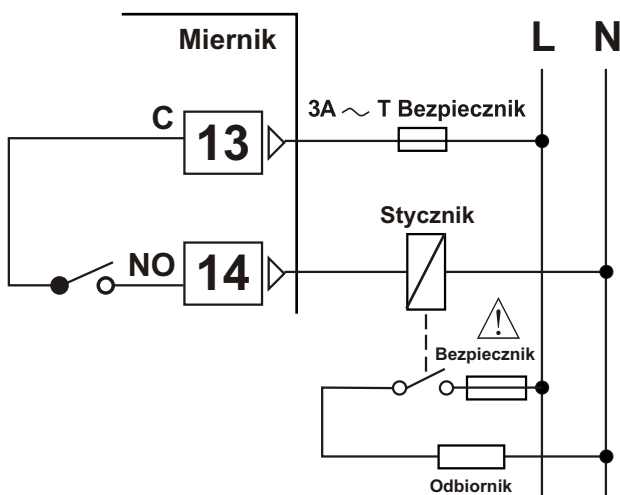 Miernik
L N
C
13
3A ~ T Bezpiecznik
NO
14
Stycznik
Bezpiecznik
Odbiornik